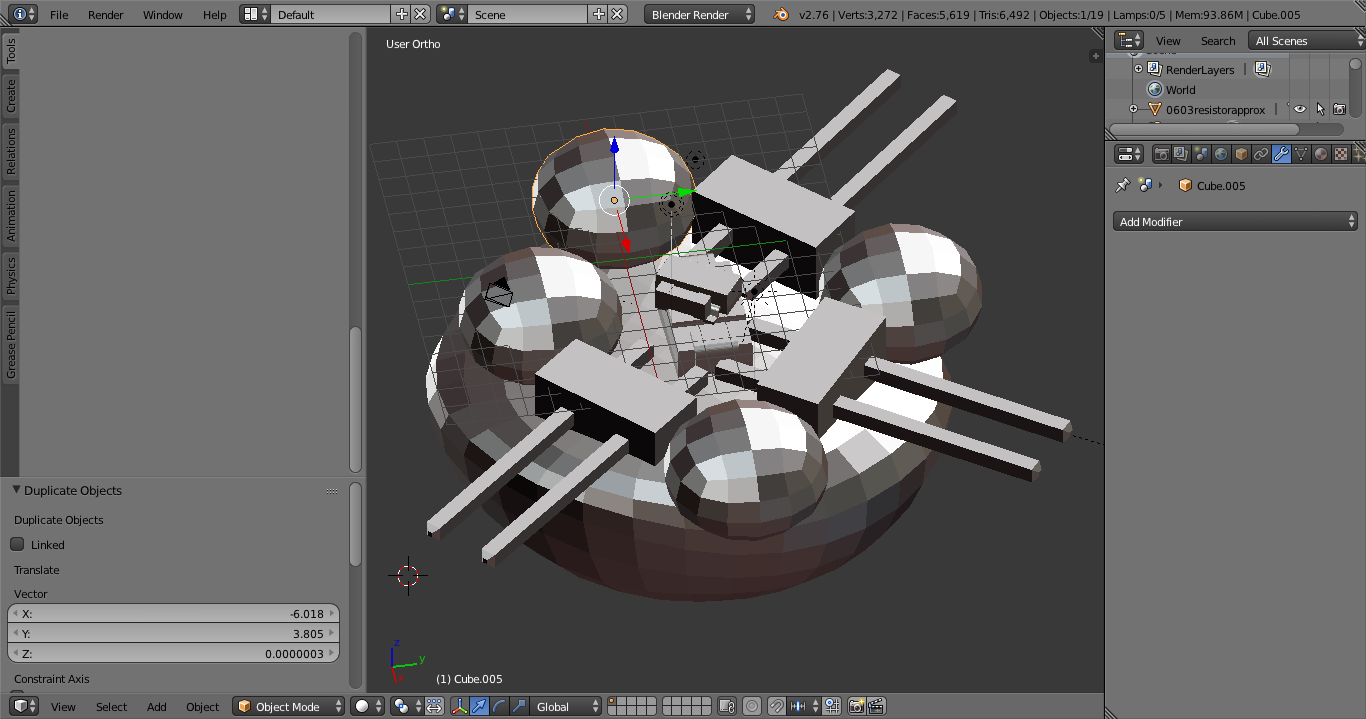 File Render Window Help Default Scene Blender Render v2.76 | Verts:3,272 | Faces:5,619 | Tris:6,492 | Objects:1/19 | Lamps:0/5 | Mem:93.86M | Cube.005
Tools
Create
Relations
Animation
Physics
Grease Pencil
Duplicate Objects
Duplicate Objects
Linked
Translate
Vector
X: -6.018
Y: 3.805
Z: 0.0000003
Constraint Axis
User Ortho
z
y
(1) Cube.005
View Select Add Object Object Mode Global
View Search All Scenes
RenderLayers |
World
0603resistorapprox
Cube.005
Add Modifier